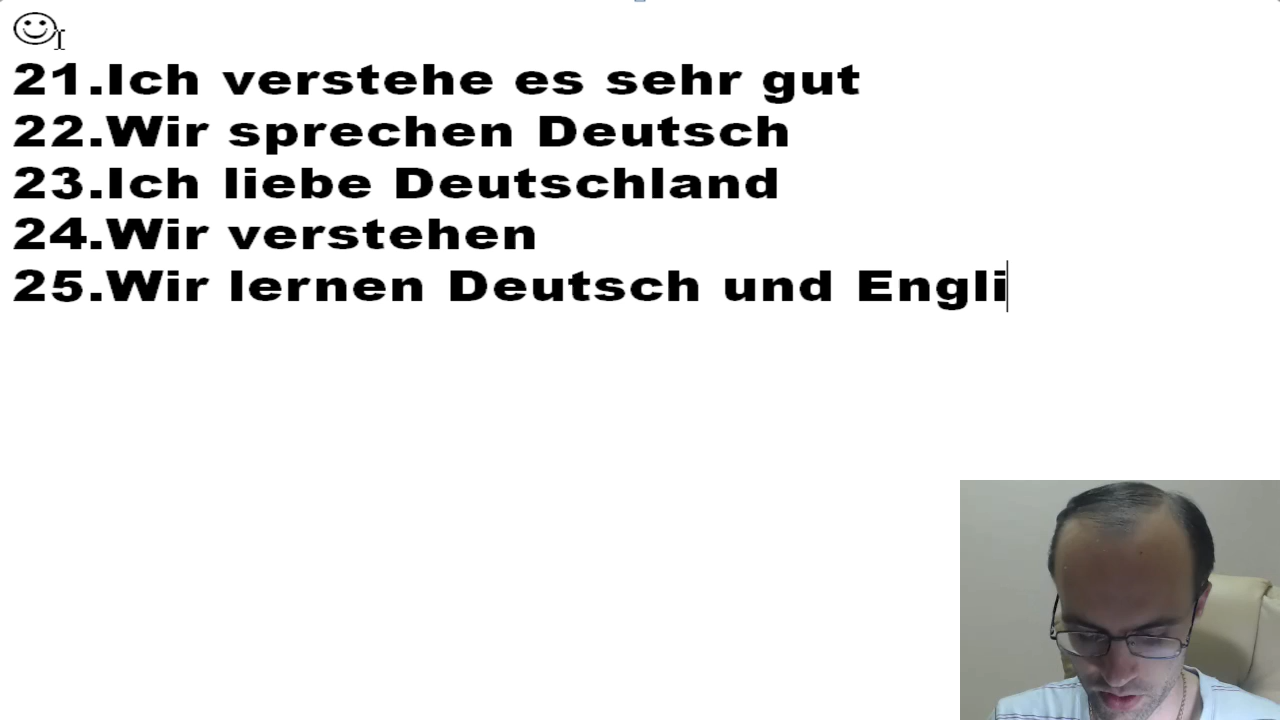 21.Ich verstehe es sehr gut
22.Wir sprechen Deutsch
23.Ich liebe Deutschland
24.Wir verstehen
25.Wir lernen Deutsch und Engli